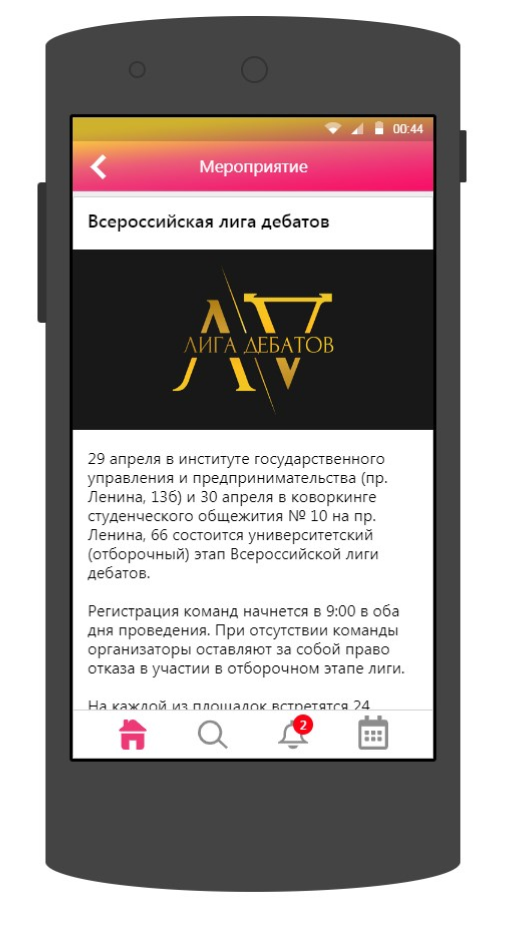 00:44
Мероприятие
Всероссийская лига дебатов
ЛИГА ДЕБАТОВ
29 апреля в институте государственного
управления и предпринимательства (пр.
Ленина, 13б) и 30 апреля в коворкинге
студенческого общежития № 10 на пр.
Ленина, 66 состоится университетский
(отборочный) этап Всероссийской лиги
дебатов.
Регистрация команд начнется в 9:00 в оба
дня проведения. При отсутствии команды
организаторы оставляют за собой право
отказа в участии в отборочном этапе лиги.
На каждой из площадок встретятся 24
2